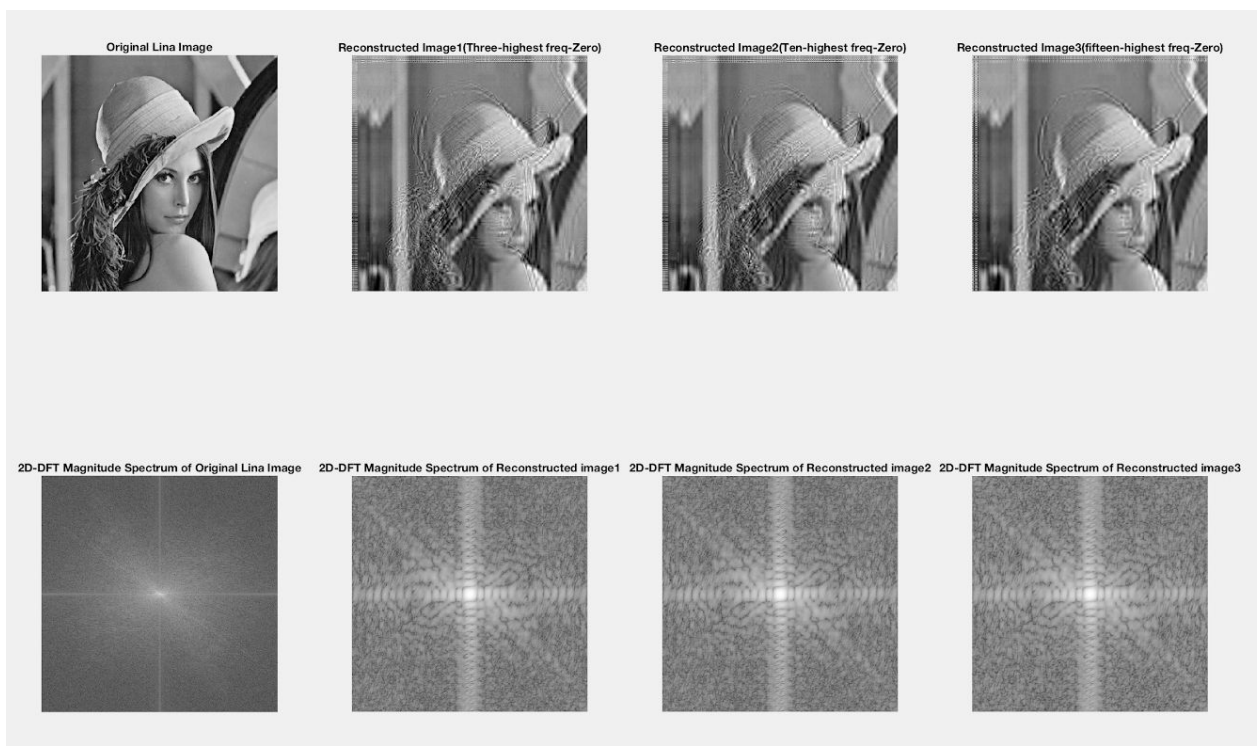 Original Lina Image
Reconstructed Image1(Three-highest freq-Zero)
Reconstructed Image2(Ten-highest freq-Zero)
Reconstructed Image3(fifteen-highest freq-Zero)
2D-DFT Magnitude Spectrum of Original Lina Image
2D-DFT Magnitude Spectrum of Reconstructed image1
2D-DFT Magnitude Spectrum of Reconstructed image2
2D-DFT Magnitude Spectrum of Reconstructed image3